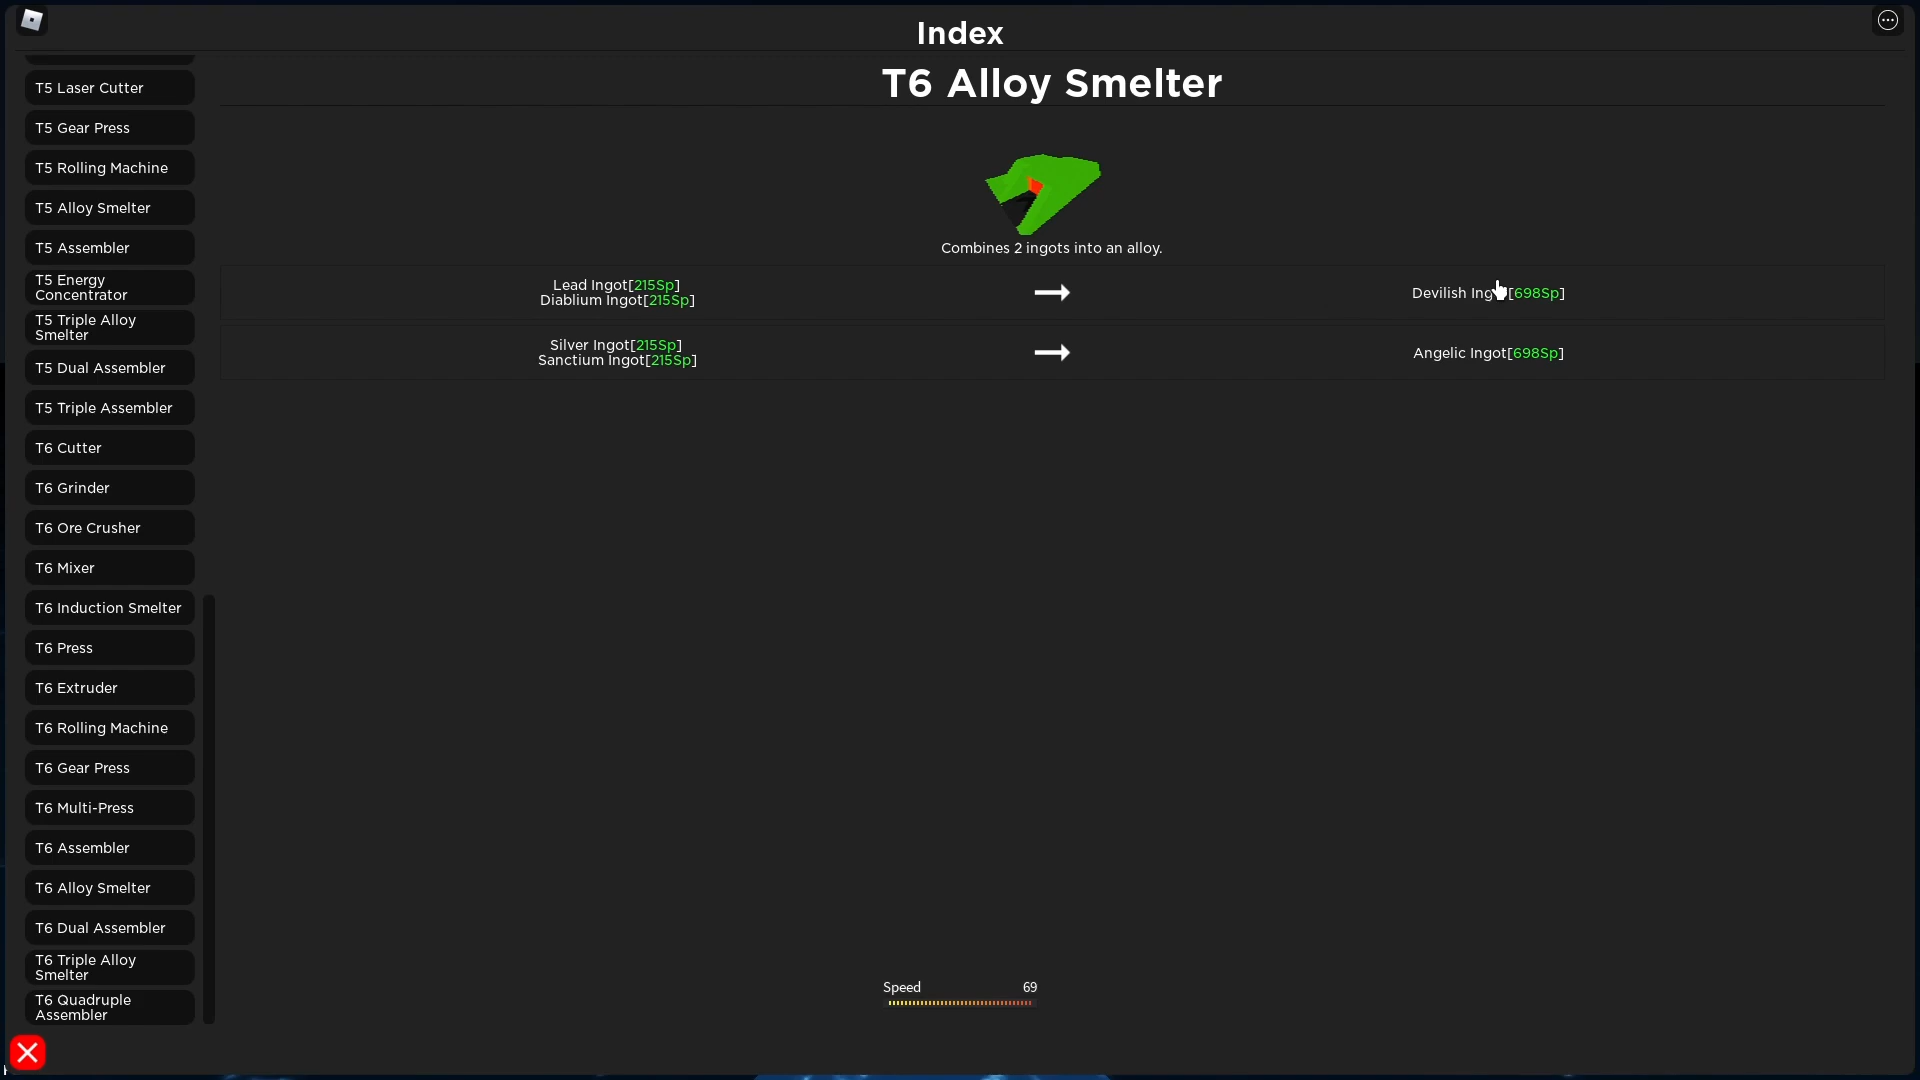 Index
T6 Alloy Smelter
T5 Laser Cutter
T5 Gear Press
T5 Rolling Machine
T5 Alloy Smelter
T5 Assembler
T5 Energy
Concentrator
T5 Triple Alloy
Smelter
T5 Dual Assembler
T5 Triple Assembler
T6 Cutter
T6 Grinder
T6 Ore Crusher
T6 Mixer
T6 Induction Smelter
T6 Press
T6 Extruder
T6 Rolling Machine
T6 Gear Press
T6 Multi-Press
T6 Assembler
T6 Alloy Smelter
T6 Dual Assembler
T6 Triple Alloy
Smelter
T6 Quadruple
Assembler
Combines 2 ingots into an alloy.
Lead Ingot[215Sp]
Diablium Ingot[215Sp]
Devilish Ingot[698Sp]
Silver Ingot[215Sp]
Sanctium Ingot[215Sp]
Angelic Ingot[698Sp]
Speed 69